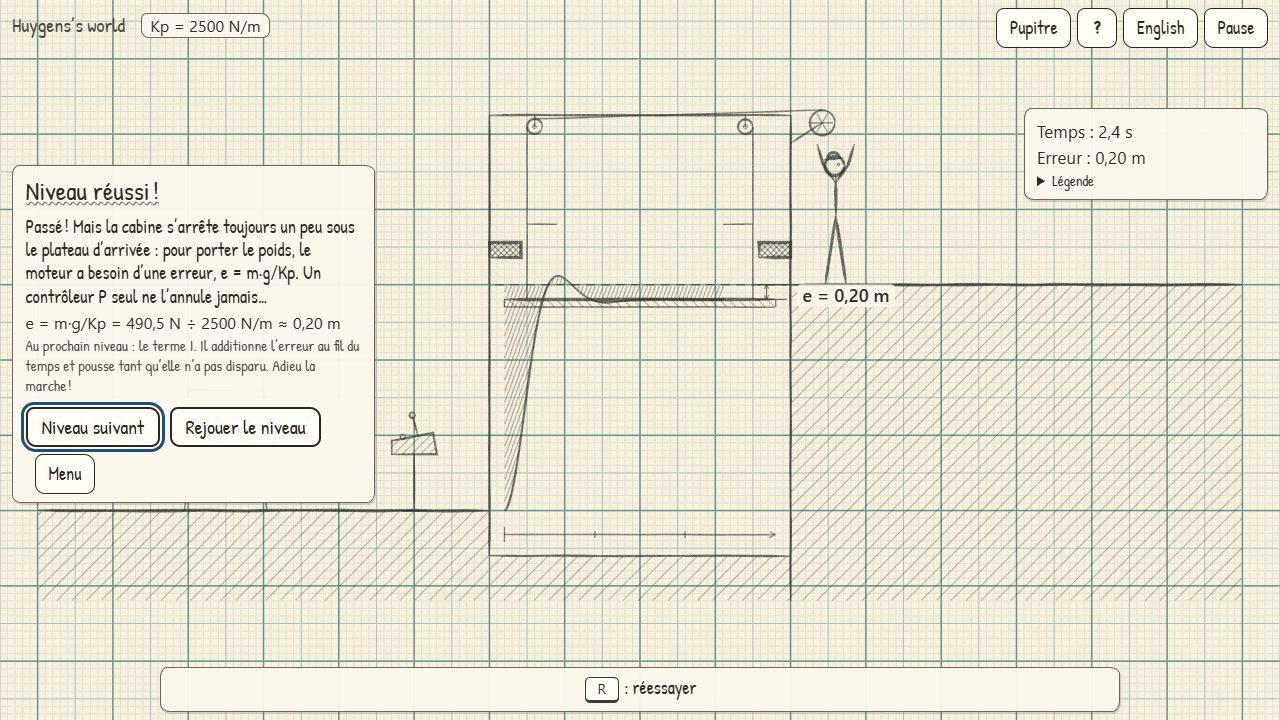 Huygens's world
Kp = 2500 N/m
Pupitre
?
English
Pause
Temps : 2,4 s
Erreur : 0,20 m
▶ Légende
Niveau réussi !
Passé ! Mais la cabine s'arrête toujours un peu sous
le plateau d'arrivée : pour porter le poids, le
moteur a besoin d'une erreur, e = m·g/Kp. Un
contrôleur P seul ne l'annule jamais…
e = m·g/Kp = 490,5 N ÷ 2500 N/m ≈ 0,20 m
Au prochain niveau : le terme I. Il additionne l'erreur au fil du
temps et pousse tant qu'elle n'a pas disparu. Adieu la
marche !
Niveau suivant
Rejouer le niveau
Menu
e = 0,20 m
R : réessayer